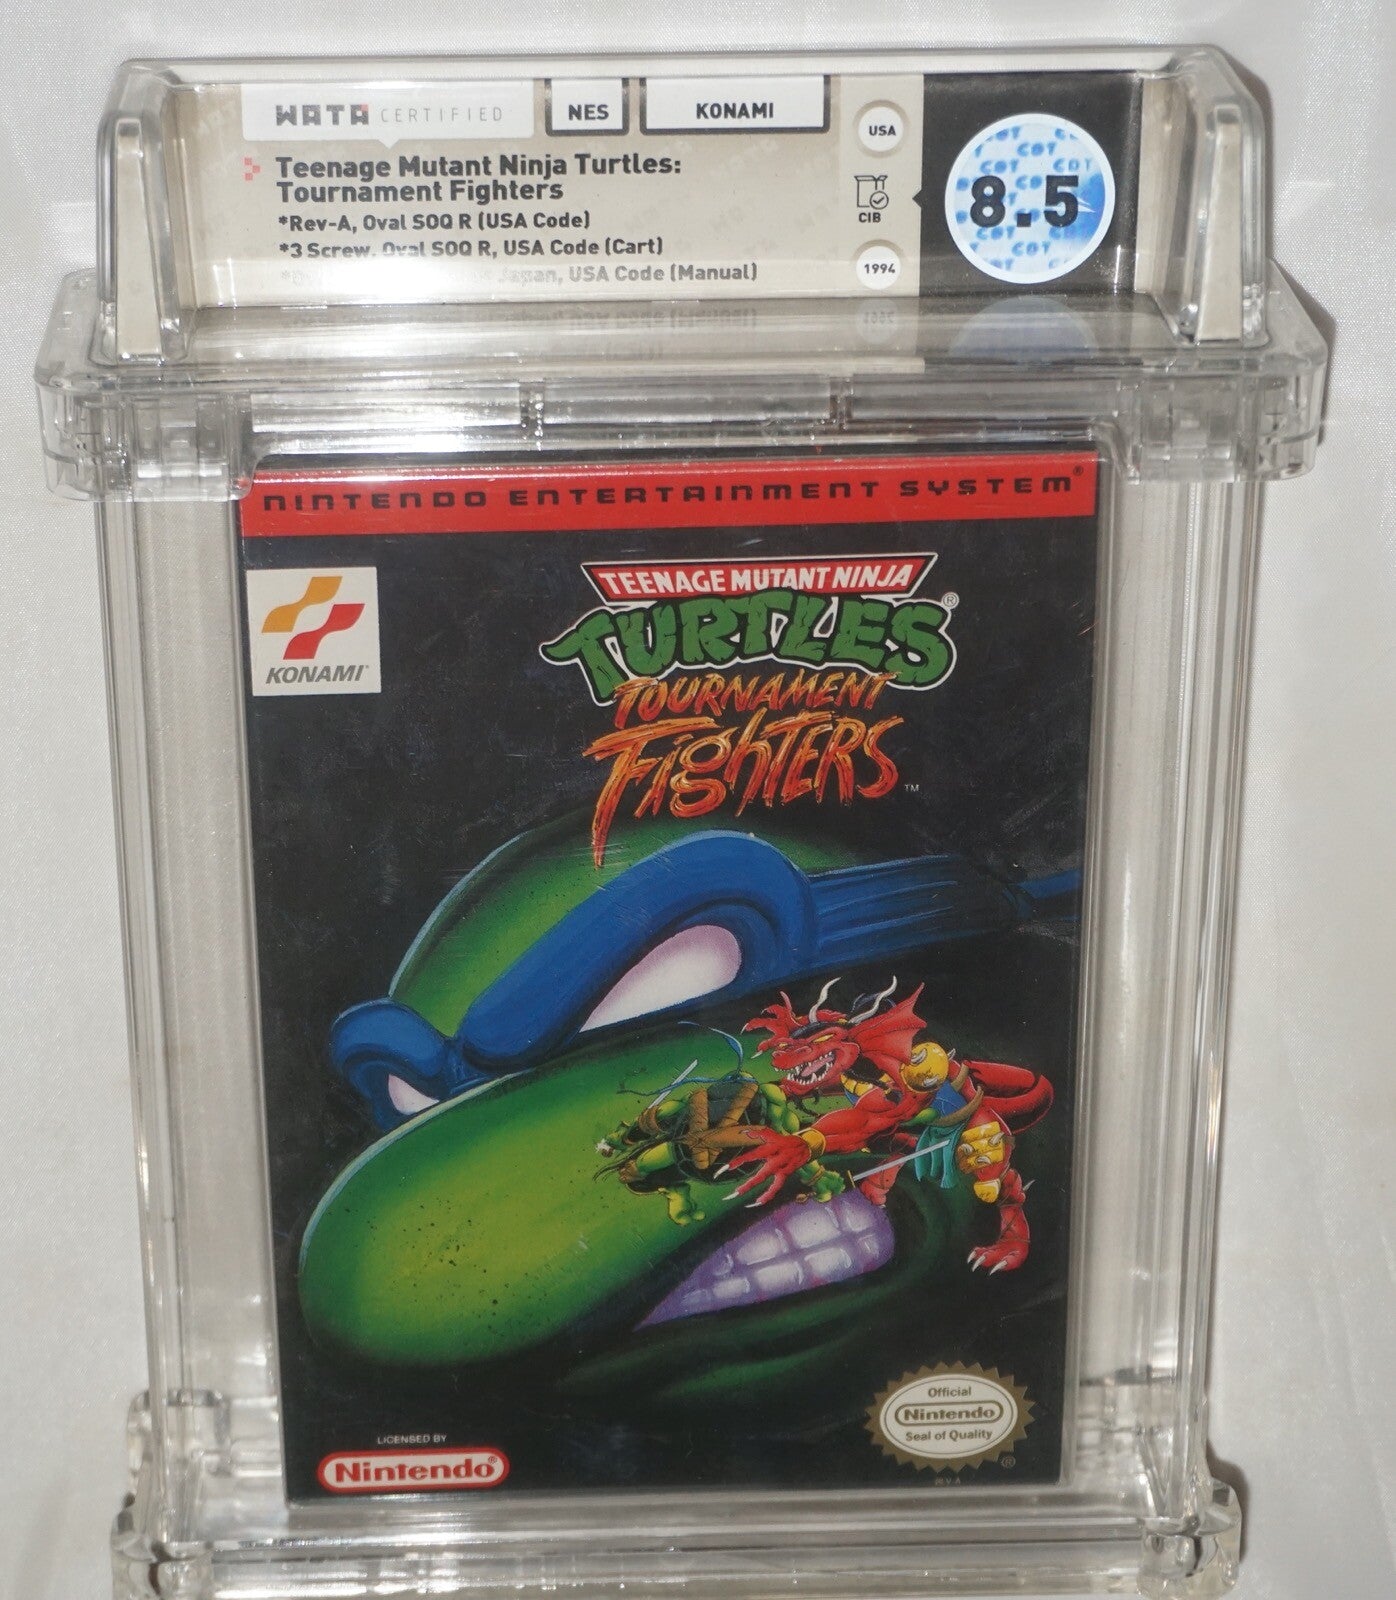 WATA CERTIFIED
NES
KONAMI
USA
Teenage Mutant Ninja Turtles:
Tournament Fighters
*Rev-A, Oval SOQ R (USA Code)
*3 Screw, Oval SOQ R, USA Code (Cart)
Japan, USA Code (Manual)
CIB
1994
8.5
NINTENDO ENTERTAINMENT SYSTEM®
KONAMI®
TEENAGE MUTANT NINJA
TURTLES®
TOURNAMENT
FIGHTERS™
LICENSED BY
Nintendo®
Official
Nintendo
Seal of Quality
®
REV-A